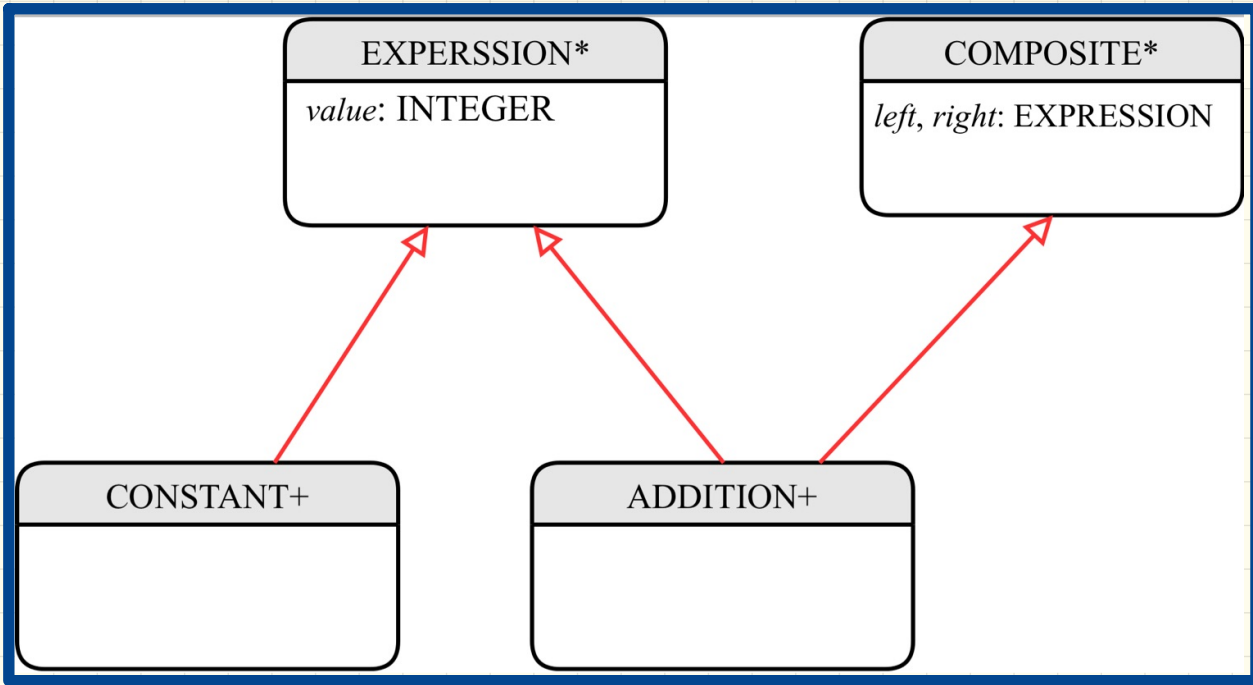 EXPERSSION*
value: INTEGER
COMPOSITE*
left, right: EXPRESSION
CONSTANT+
ADDITION+